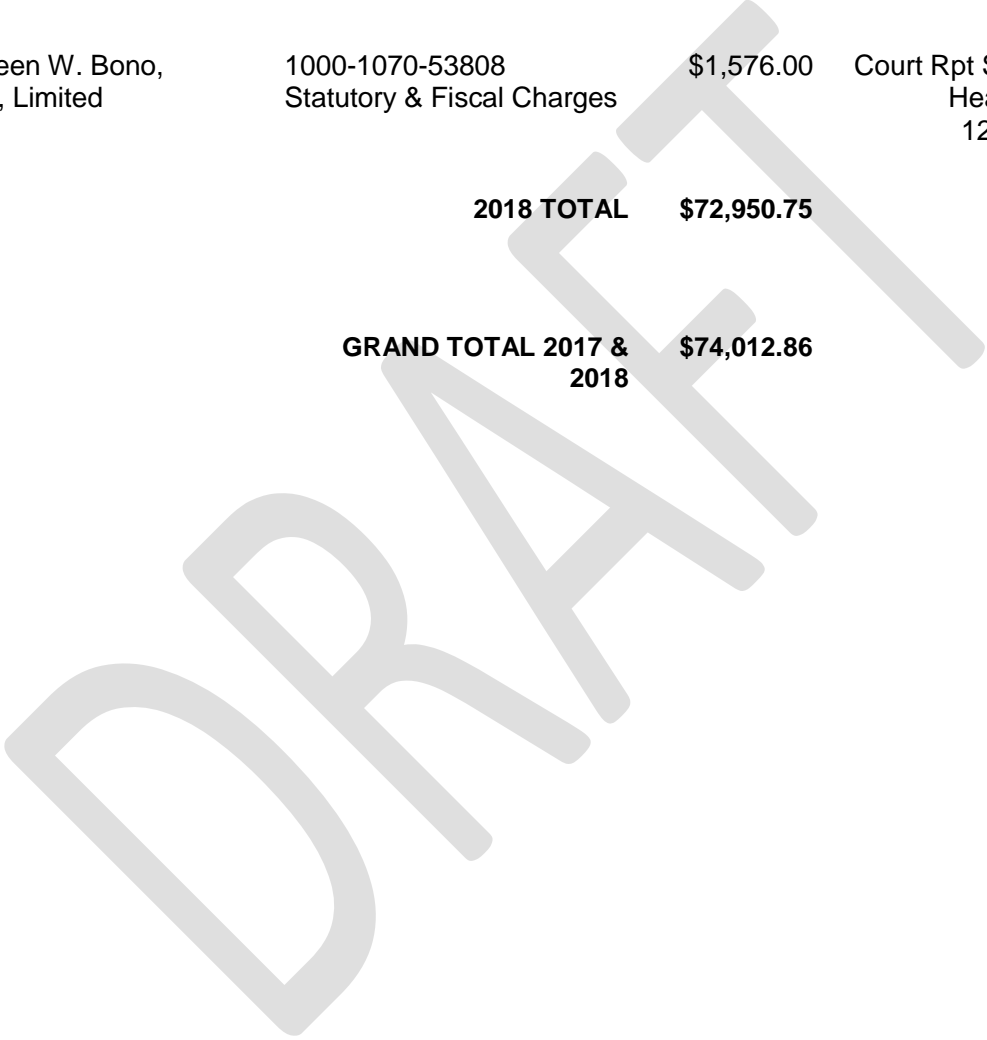 een W. Bono, 1000-1070-53808 $1,576.00 Court Rpt
, Limited Statutory & Fiscal Charges
12
2018 TOTAL $72,950.75
GRAND TOTAL 2017 & $74,012.86
2018
DRAFT